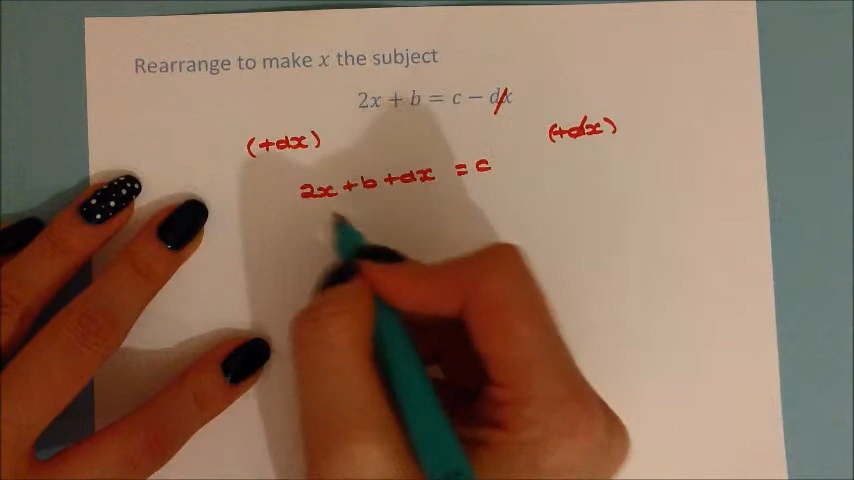 Rearrange to make x the subject
2x + b = c − dx
(+dx) (+dx)
2x + b + dx = c